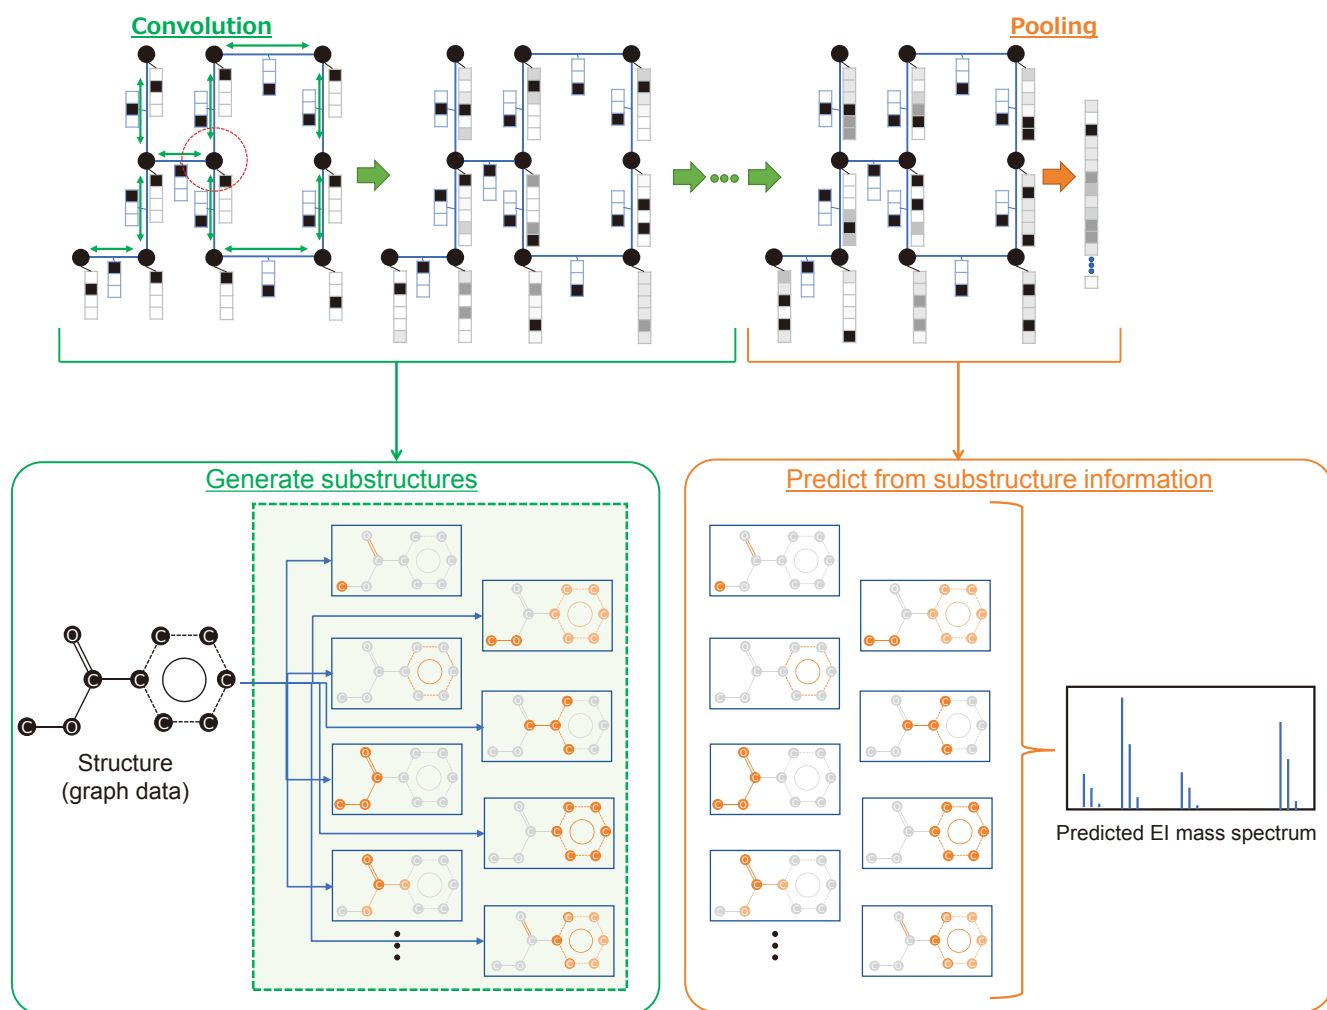 Convolution
Pooling
Generate substructures
Predict from substructure information
O
C
C
C
C
C
C
C
C
O
Structure
(graph data)
Predicted EI mass spectrum